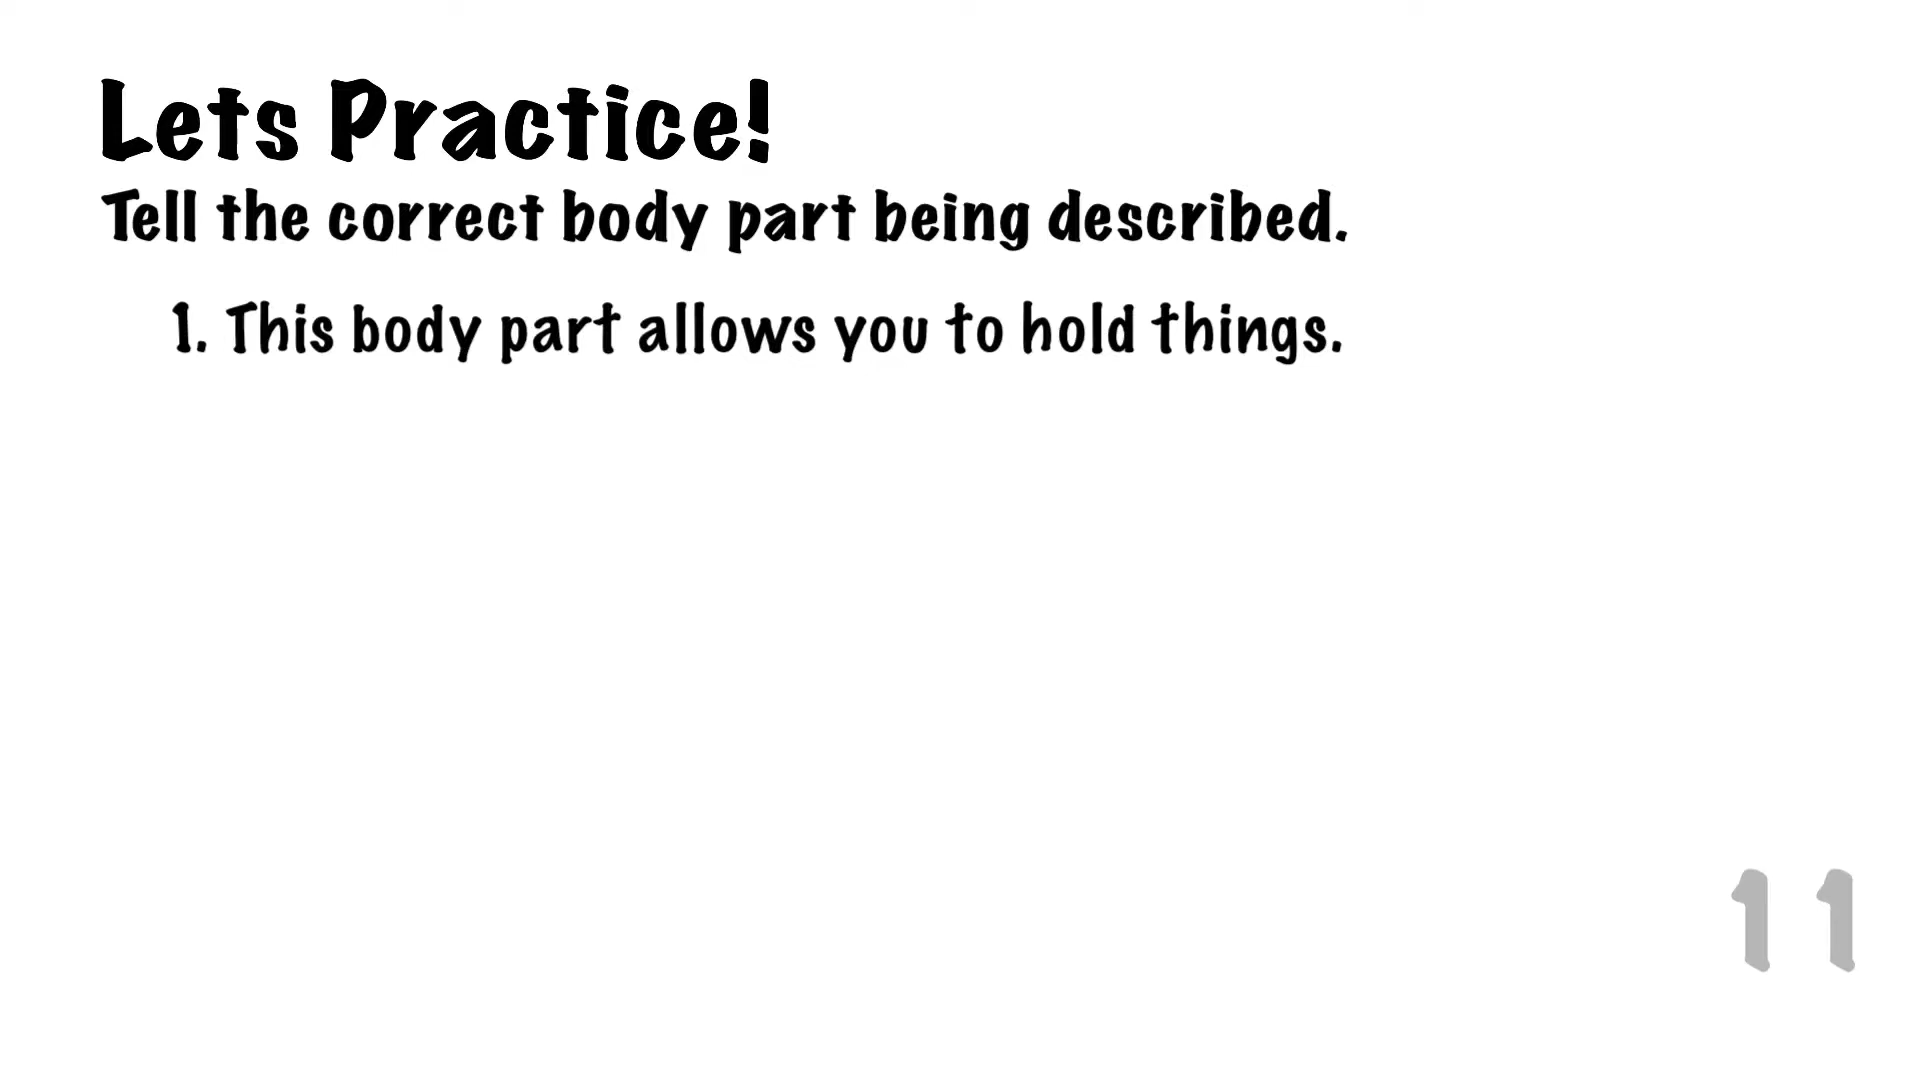 Lets Practice!
Tell the correct body part being described.
1. This body part allows you to hold things.
11